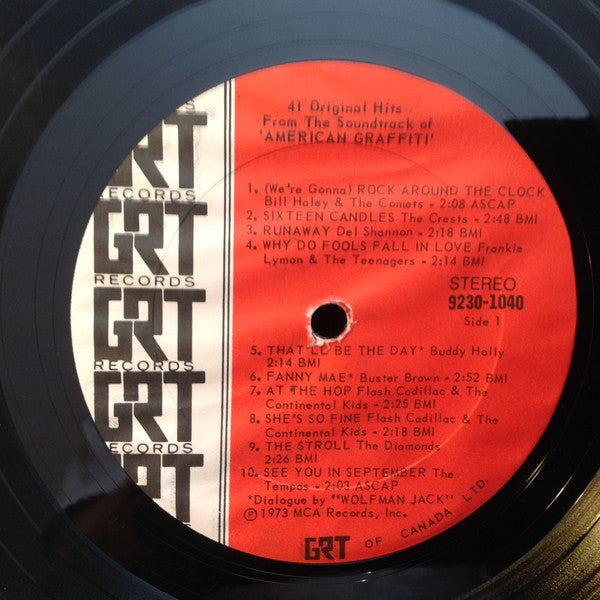 41 Original Hits
From The Soundtrack of
'AMERICAN GRAFFITI'
1. (We're Gonna) ROCK AROUND THE CLOCK
Bill Haley & The Comets - 2:08 ASCAP
2. SIXTEEN CANDLES The Crests - 2:48 BMI
3. RUNAWAY Del Shannon - 2:18 BMI
4. WHY DO FOOLS FALL IN LOVE Frankie
Lymon & The Teenagers - 2:14 BMI
STEREO
9230-1040
Side 1
5. THAT'LL BE THE DAY* Buddy Holly
2:14 BMI
6. FANNY MAE* Buster Brown - 2:52 BMI
7. AT THE HOP Flash Cadillac & The
Continental Kids - 2:25 BMI
8. SHE'S SO FINE Flash Cadillac & The
Continental Kids - 2:18 BMI
9. THE STROLL The Diamonds
2:26 BMI
10. SEE YOU IN SEPTEMBER The
Tempos - 2:03 ASCAP
*Dialogue by "WOLFMAN JACK"
℗ 1973 MCA Records, Inc.
GRT OF CANADA LTD.
GRT
RECORDS
GRT
RECORDS
GRT
RECORDS
GRT
RECORDS
GRT